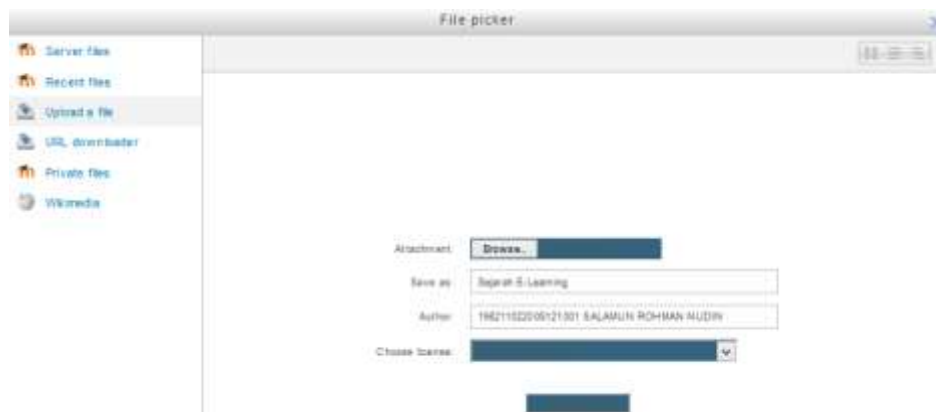 File picker
Server files
Recent files
Upload a file
URL downloader
Private files
Wikimedia
Attachment
Browse..
Save as
Sejarah E-Learning
Author
SALAMUN ROHMAN NUDIN
Choose license